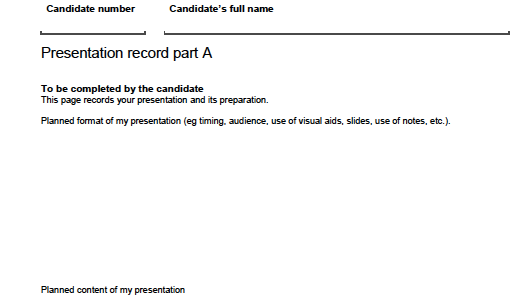 Candidate number Candidate's full name
Presentation record part A
To be completed by the candidate
This page records your presentation and its preparation.
Planned format of my presentation (eg timing, audience, use of visual aids, slides, use of notes, etc.).
Planned content of my presentation